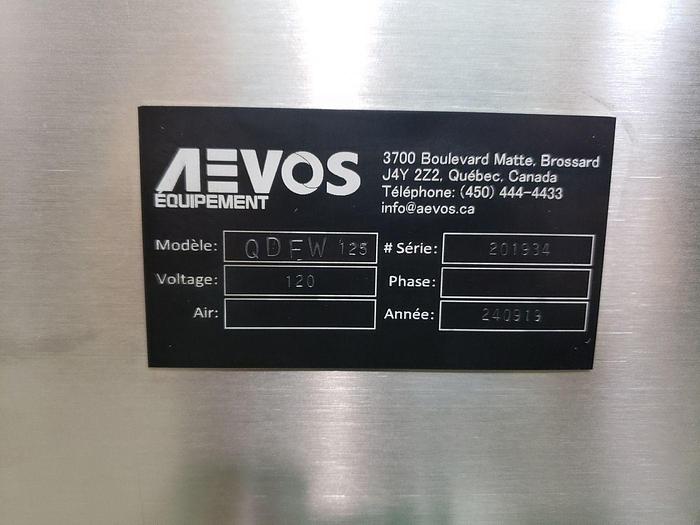 AEVOS
ÉQUIPEMENT
3700 Boulevard Matte, Brossard
J4Y 2Z2, Québec, Canada
Téléphone: (450) 444-4433
info@aevos.ca
Modèle: QDFW 125 # Série: 201934
Voltage: 120 Phase:
Air: Année: 240919